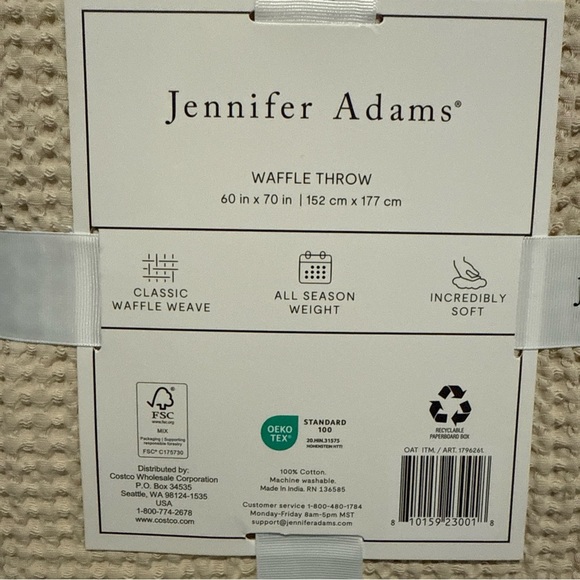 Jennifer Adams®
WAFFLE THROW
60 in x 70 in | 152 cm x 177 cm
CLASSIC
WAFFLE WEAVE
ALL SEASON
WEIGHT
INCREDIBLY
SOFT
FSC
www.fsc.org
MIX
Packaging | Supporting
responsible forestry
FSC® C175730
Distributed by:
Costco Wholesale Corporation
P.O. Box 34535
Seattle, WA 98124-1535
USA
1-800-774-2678
www.costco.com
OEKO
TEX®
STANDARD
100
20.HIN.31575
HOHENSTEIN HTTI
100% Cotton.
Machine washable.
Made In India. RN 136585
Customer service 1-800-480-1784
Monday-Friday 8am-5pm MST
support@jenniferadams.com
RECYCLABLE
PAPERBOARD BOX
OAT ITM. / ART. 1796261
8 10159 23001 8
J